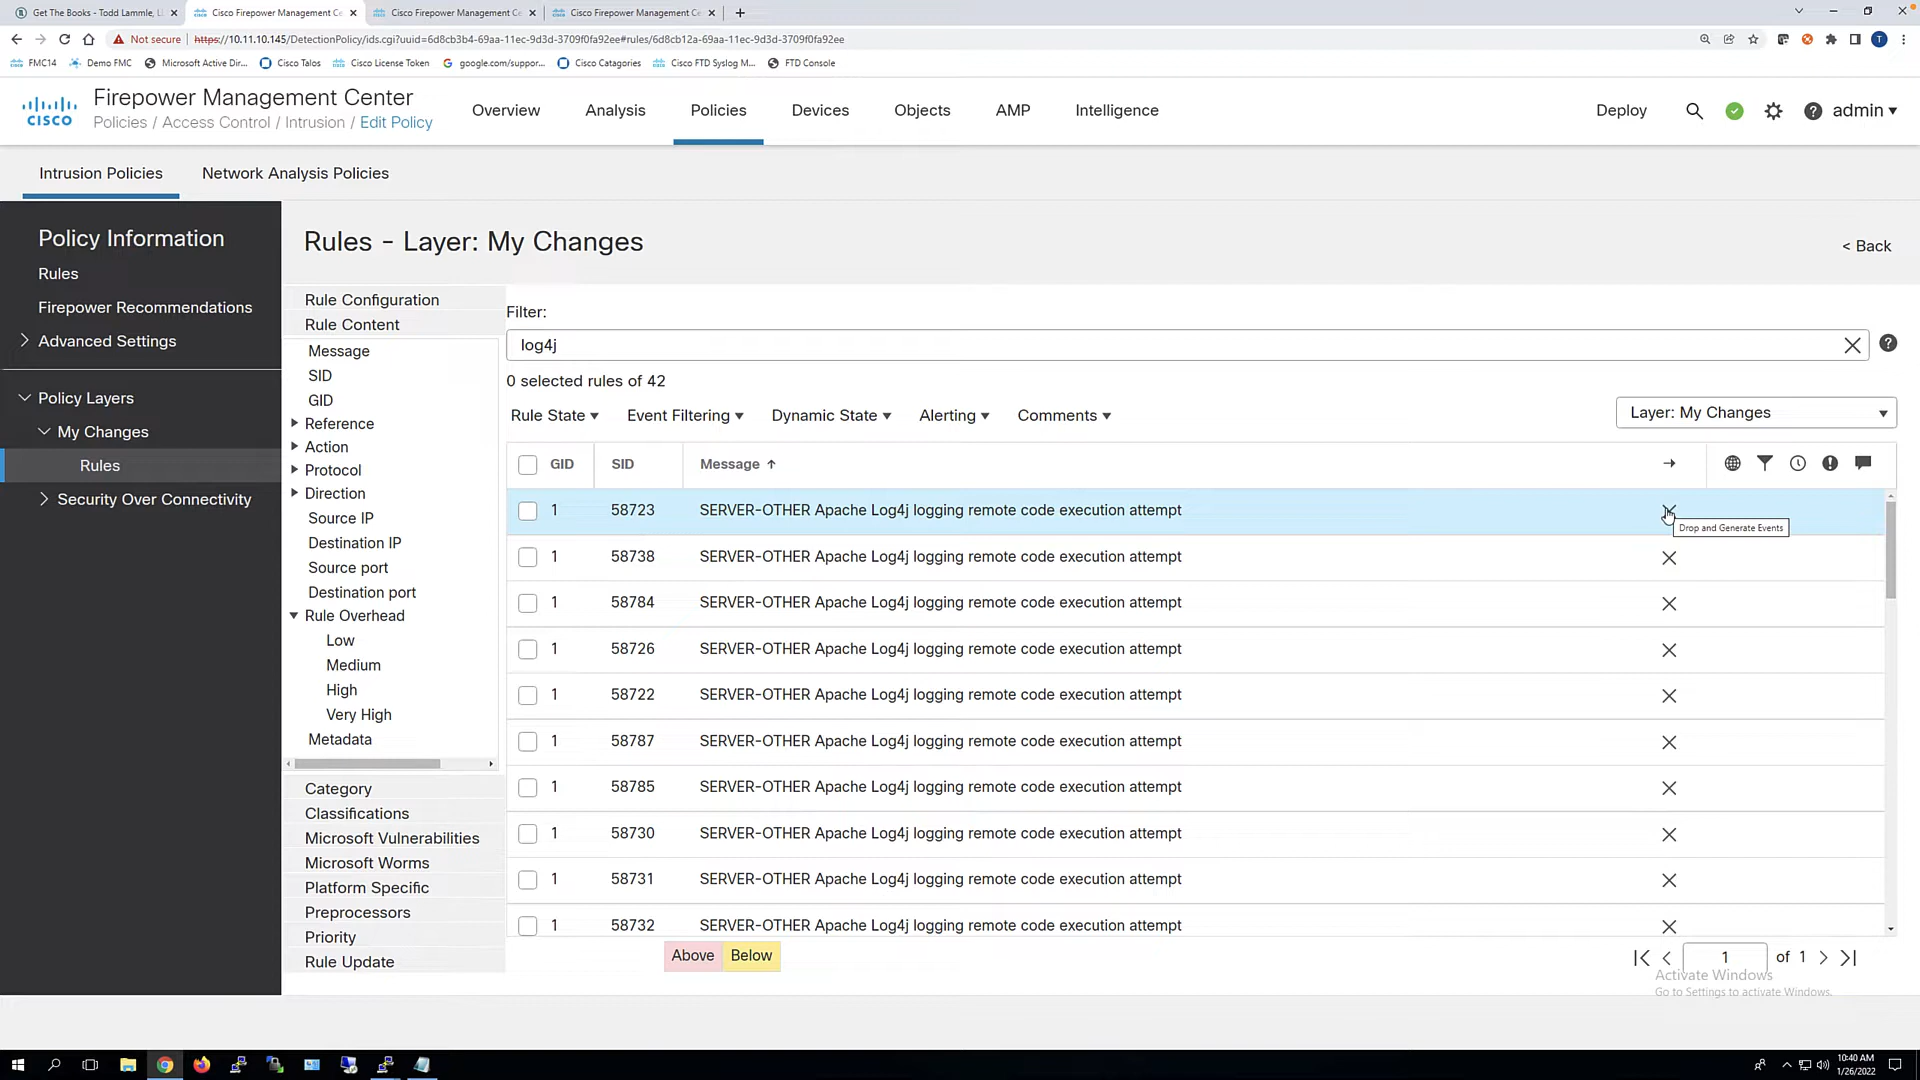 Get The Books - Todd Lammle, L
Cisco Firepower Management Ce
Cisco Firepower Management Ce
Cisco Firepower Management Ce
Not secure https://10.11.10.145/DetectionPolicy/ids.cgi?uuid=6d8cb3b4-69aa-11ec-9d3d-3709f0fa92ee#rules/6d8cb12a-69aa-11ec-9d3d-3709f0fa92ee
T
FMC14 Demo FMC Microsoft Active Dir... Cisco Talos Cisco License Token google.com/suppor... Cisco Catagories Cisco FTD Syslog M... FTD Console
CISCO
Firepower Management Center
Policies / Access Control / Intrusion / Edit Policy
Overview Analysis Policies Devices Objects AMP Intelligence
Deploy admin
Intrusion Policies Network Analysis Policies
Policy Information
Rules
Firepower Recommendations
Advanced Settings
Policy Layers
My Changes
Rules
Security Over Connectivity
Rules - Layer: My Changes
< Back
Rule Configuration
Rule Content
Message
SID
GID
Reference
Action
Protocol
Direction
Source IP
Destination IP
Source port
Destination port
Rule Overhead
Low
Medium
High
Very High
Metadata
Category
Classifications
Microsoft Vulnerabilities
Microsoft Worms
Platform Specific
Preprocessors
Priority
Rule Update
Filter:
log4j
0 selected rules of 42
Rule State Event Filtering Dynamic State Alerting Comments
Layer: My Changes
GID SID Message
1 58723 SERVER-OTHER Apache Log4j logging remote code execution attempt
Drop and Generate Events
1 58738 SERVER-OTHER Apache Log4j logging remote code execution attempt
1 58784 SERVER-OTHER Apache Log4j logging remote code execution attempt
1 58726 SERVER-OTHER Apache Log4j logging remote code execution attempt
1 58722 SERVER-OTHER Apache Log4j logging remote code execution attempt
1 58787 SERVER-OTHER Apache Log4j logging remote code execution attempt
1 58785 SERVER-OTHER Apache Log4j logging remote code execution attempt
1 58730 SERVER-OTHER Apache Log4j logging remote code execution attempt
1 58731 SERVER-OTHER Apache Log4j logging remote code execution attempt
1 58732 SERVER-OTHER Apache Log4j logging remote code execution attempt
Above Below
1 of 1
Activate Windows
Go to Settings to activate Windows.
10:40 AM
1/26/2022